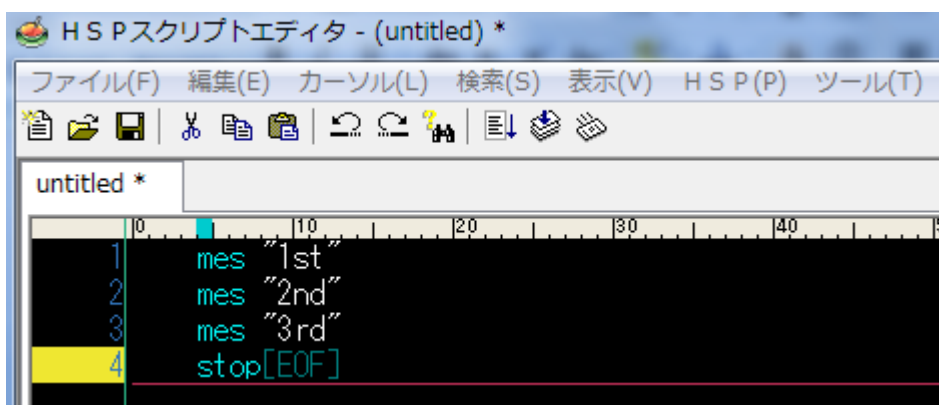 ＨＳＰスクリプトエディタ - (untitled) *
ファイル(F) 編集(E) カーソル(L) 検索(S) 表示(V) ＨＳＰ(P) ツール(T)
untitled *
0 10 20 30 40
1 mes "1st"
2 mes "2nd"
3 mes "3rd"
4 stop[EOF]